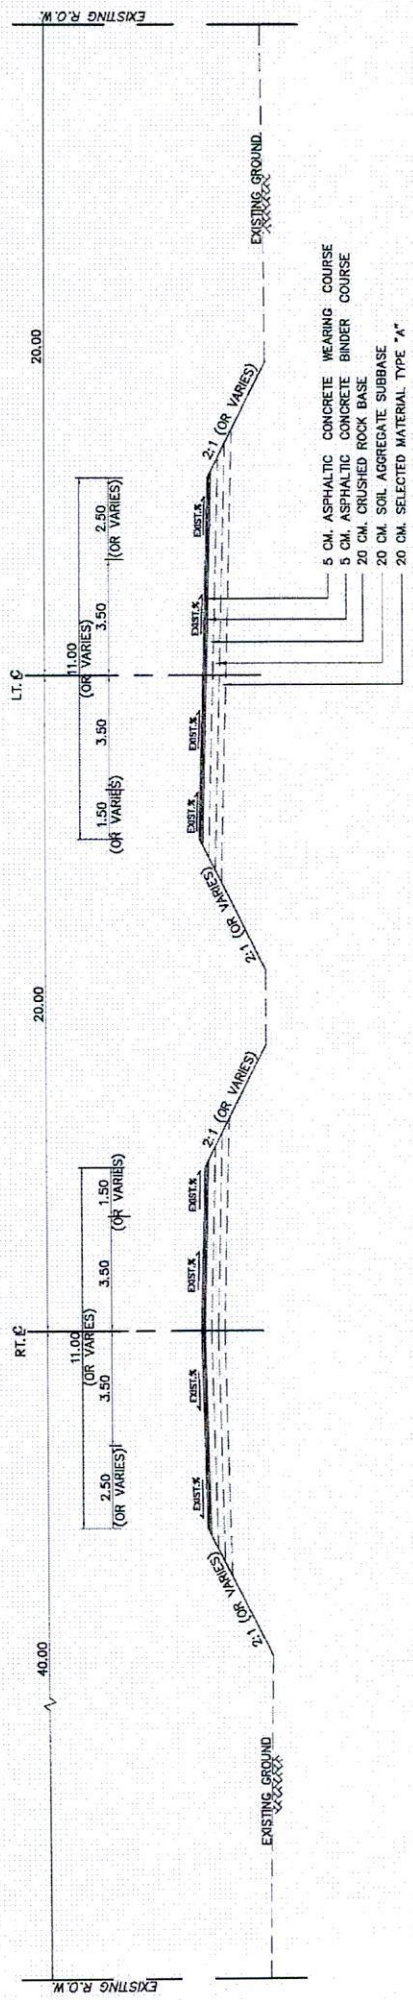 EXISTING R.O.W.
40.00
20.00
20.00
EXISTING R.O.W.
RT. ℄
LT. ℄
11.00
(OR VARIES)
2.50
(OR VARIES)
3.50
3.50
1.50
(OR VARIES)
11.00
(OR VARIES)
1.50
(OR VARIES)
3.50
3.50
2.50
(OR VARIES)
EXIST.%
EXIST.%
EXIST.%
EXIST.%
EXIST.%
EXIST.%
EXIST.%
EXIST.%
2:1 (OR VARIES)
2:1 (OR VARIES)
2:1 (OR VARIES)
2:1 (OR VARIES)
EXISTING GROUND
EXISTING GROUND
5 CM. ASPHALTIC CONCRETE WEARING COURSE
5 CM. ASPHALTIC CONCRETE BINDER COURSE
20 CM. CRUSHED ROCK BASE
20 CM. SOIL AGGREGATE SUBBASE
20 CM. SELECTED MATERIAL TYPE "A"